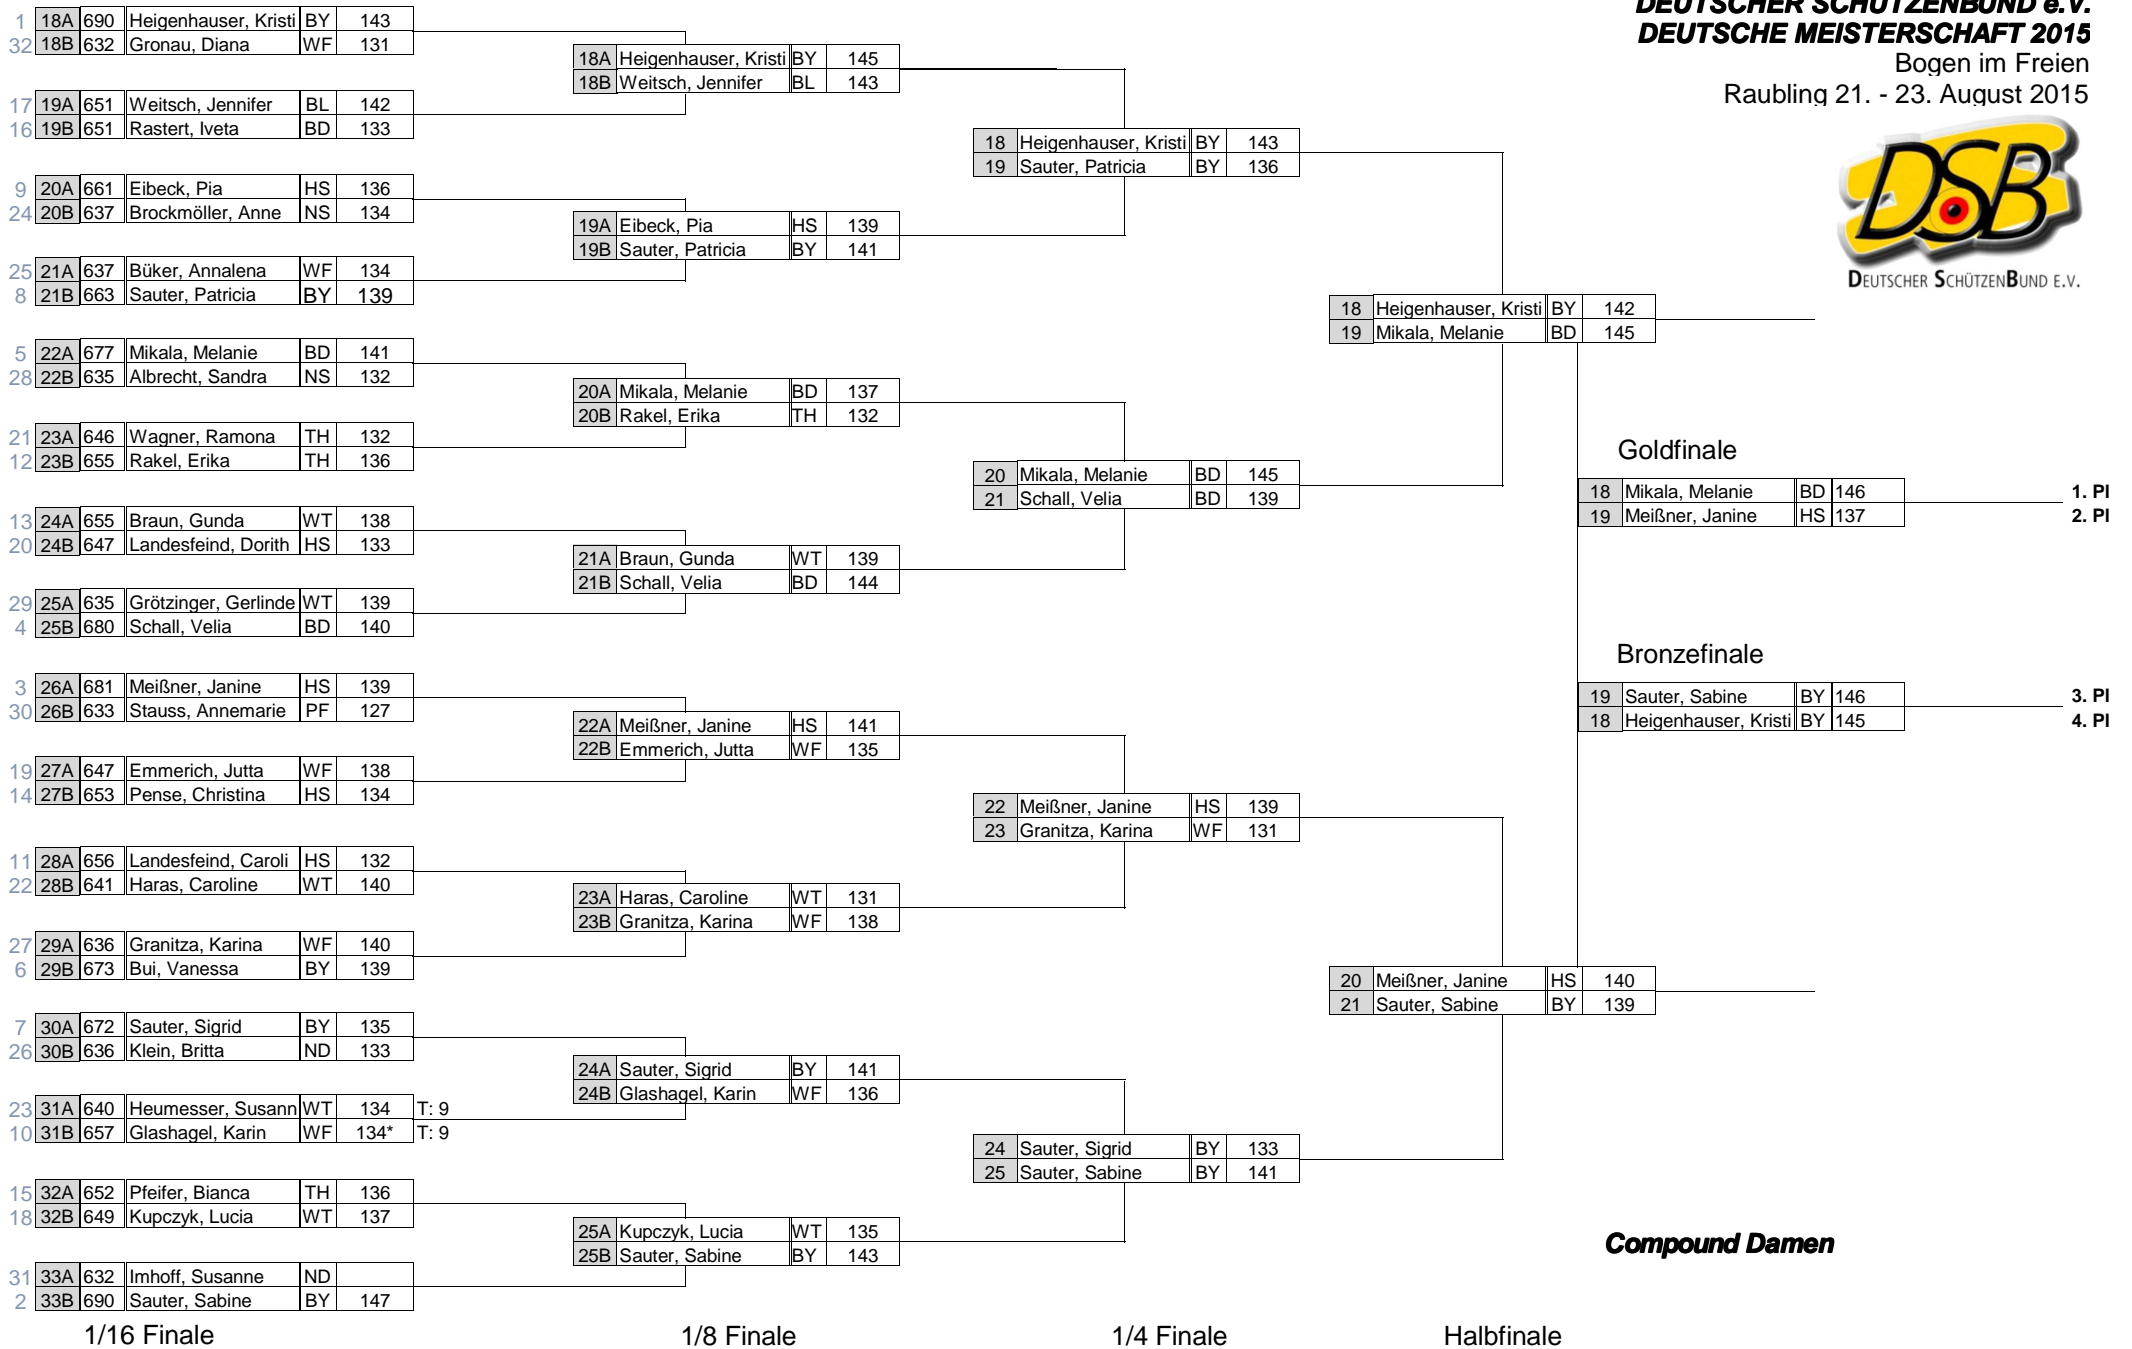 DEUTSCHER SCHÜTZENBUND e.V.
DEUTSCHE MEISTERSCHAFT 2015
Bogen im Freien
Raubling 21. - 23. August 2015
DSB
DEUTSCHER SCHÜTZENBUND E.V.
1 18A 690 Heigenhauser, Kristi BY 143
32 18B 632 Gronau, Diana WF 131
17 19A 651 Weitsch, Jennifer BL 142
16 19B 651 Rastert, Iveta BD 133
9 20A 661 Eibeck, Pia HS 136
24 20B 637 Brockmöller, Anne NS 134
25 21A 637 Büker, Annalena WF 134
8 21B 663 Sauter, Patricia BY 139
5 22A 677 Mikala, Melanie BD 141
28 22B 635 Albrecht, Sandra NS 132
21 23A 646 Wagner, Ramona TH 132
12 23B 655 Rakel, Erika TH 136
13 24A 655 Braun, Gunda WT 138
20 24B 647 Landesfeind, Dorith HS 133
29 25A 635 Grötzinger, Gerlinde WT 139
4 25B 680 Schall, Velia BD 140
3 26A 681 Meißner, Janine HS 139
30 26B 633 Stauss, Annemarie PF 127
19 27A 647 Emmerich, Jutta WF 138
14 27B 653 Pense, Christina HS 134
11 28A 656 Landesfeind, Caroli HS 132
22 28B 641 Haras, Caroline WT 140
27 29A 636 Granitza, Karina WF 140
6 29B 673 Bui, Vanessa BY 139
7 30A 672 Sauter, Sigrid BY 135
26 30B 636 Klein, Britta ND 133
23 31A 640 Heumesser, Susann WT 134 T: 9
10 31B 657 Glashagel, Karin WF 134* T: 9
15 32A 652 Pfeifer, Bianca TH 136
18 32B 649 Kupczyk, Lucia WT 137
31 33A 632 Imhoff, Susanne ND
2 33B 690 Sauter, Sabine BY 147
1/16 Finale
18A Heigenhauser, Kristi BY 145
18B Weitsch, Jennifer BL 143
19A Eibeck, Pia HS 139
19B Sauter, Patricia BY 141
20A Mikala, Melanie BD 137
20B Rakel, Erika TH 132
21A Braun, Gunda WT 139
21B Schall, Velia BD 144
22A Meißner, Janine HS 141
22B Emmerich, Jutta WF 135
23A Haras, Caroline WT 131
23B Granitza, Karina WF 138
24A Sauter, Sigrid BY 141
24B Glashagel, Karin WF 136
25A Kupczyk, Lucia WT 135
25B Sauter, Sabine BY 143
1/8 Finale
18 Heigenhauser, Kristi BY 143
19 Sauter, Patricia BY 136
20 Mikala, Melanie BD 145
21 Schall, Velia BD 139
22 Meißner, Janine HS 139
23 Granitza, Karina WF 131
24 Sauter, Sigrid BY 133
25 Sauter, Sabine BY 141
1/4 Finale
18 Heigenhauser, Kristi BY 142
19 Mikala, Melanie BD 145
20 Meißner, Janine HS 140
21 Sauter, Sabine BY 139
Halbfinale
Goldfinale
18 Mikala, Melanie BD 146 1. Pl
19 Meißner, Janine HS 137 2. Pl
Bronzefinale
19 Sauter, Sabine BY 146 3. Pl
18 Heigenhauser, Kristi BY 145 4. Pl
Compound Damen